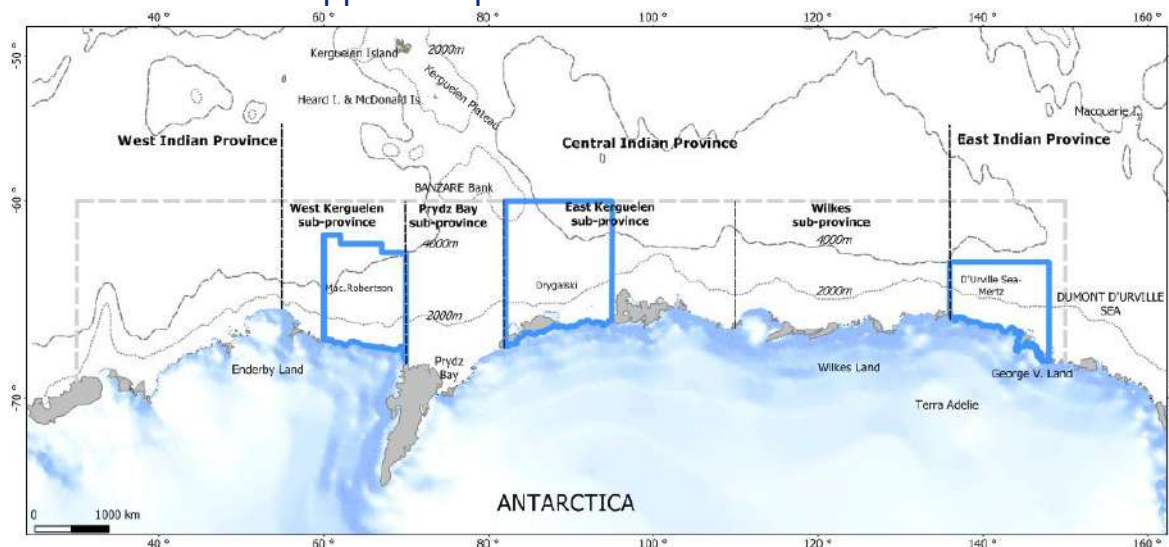 40 °
60 °
80 °
100 °
120 °
140 °
160 °
-50 °
Kerguelen Island
2000m
Kerguelen Plateau
Heard I. & McDonald Is.
Macquarie I.
West Indian Province
Central Indian Province
East Indian Province
BANZARE Bank
-60 °
West Kerguelen
sub-province
Prydz Bay
sub-province
East Kerguelen
sub-province
Wilkes
sub-province
4000m
4000m
Mac.Robertson
Drygalski
D'Urville Sea-
Mertz
2000m
2000m
DUMONT D'URVILLE
SEA
Enderby Land
Prydz
Bay
Wilkes Land
George V. Land
-70 °
Terra Adelie
ANTARCTICA
0 1000 km
40 °
60 °
80 °
100 °
120 °
140 °
160 °